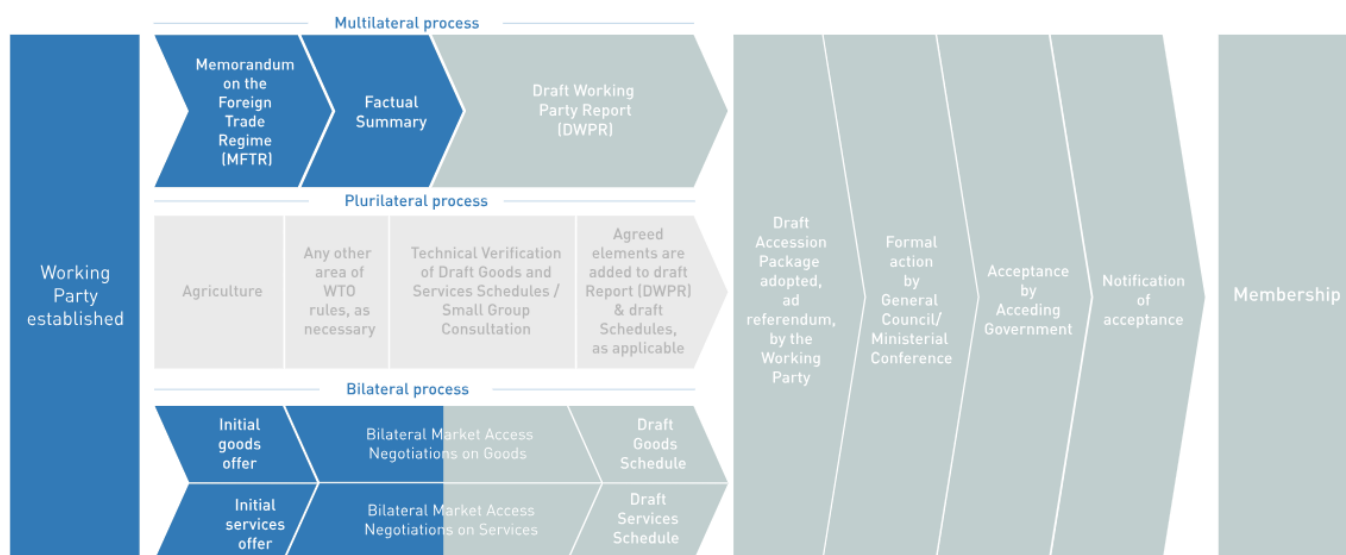 Multilateral process
Working
Party
established
Memorandum
on the
Foreign
Trade
Regime
(MFTR)
Factual
Summary
Draft Working
Party Report
(DWPR)
Plurilateral process
Agriculture
Any other
area of
WTO
rules, as
necessary
Technical Verification
of Draft Goods and
Services Schedules /
Small Group
Consultation
Agreed
elements are
added to draft
Report (DWPR)
& draft
Schedules,
as applicable
Bilateral process
Initial
goods
offer
Bilateral Market Access
Negotiations on Goods
Draft
Goods
Schedule
Initial
services
offer
Bilateral Market Access
Negotiations on Services
Draft
Services
Schedule
Draft
Accession
Package
adopted,
ad
referendum,
by the
Working
Party
Formal
action
by
General
Council/
Ministerial
Conference
Acceptance
by
Acceding
Government
Notification
of
acceptance
Membership